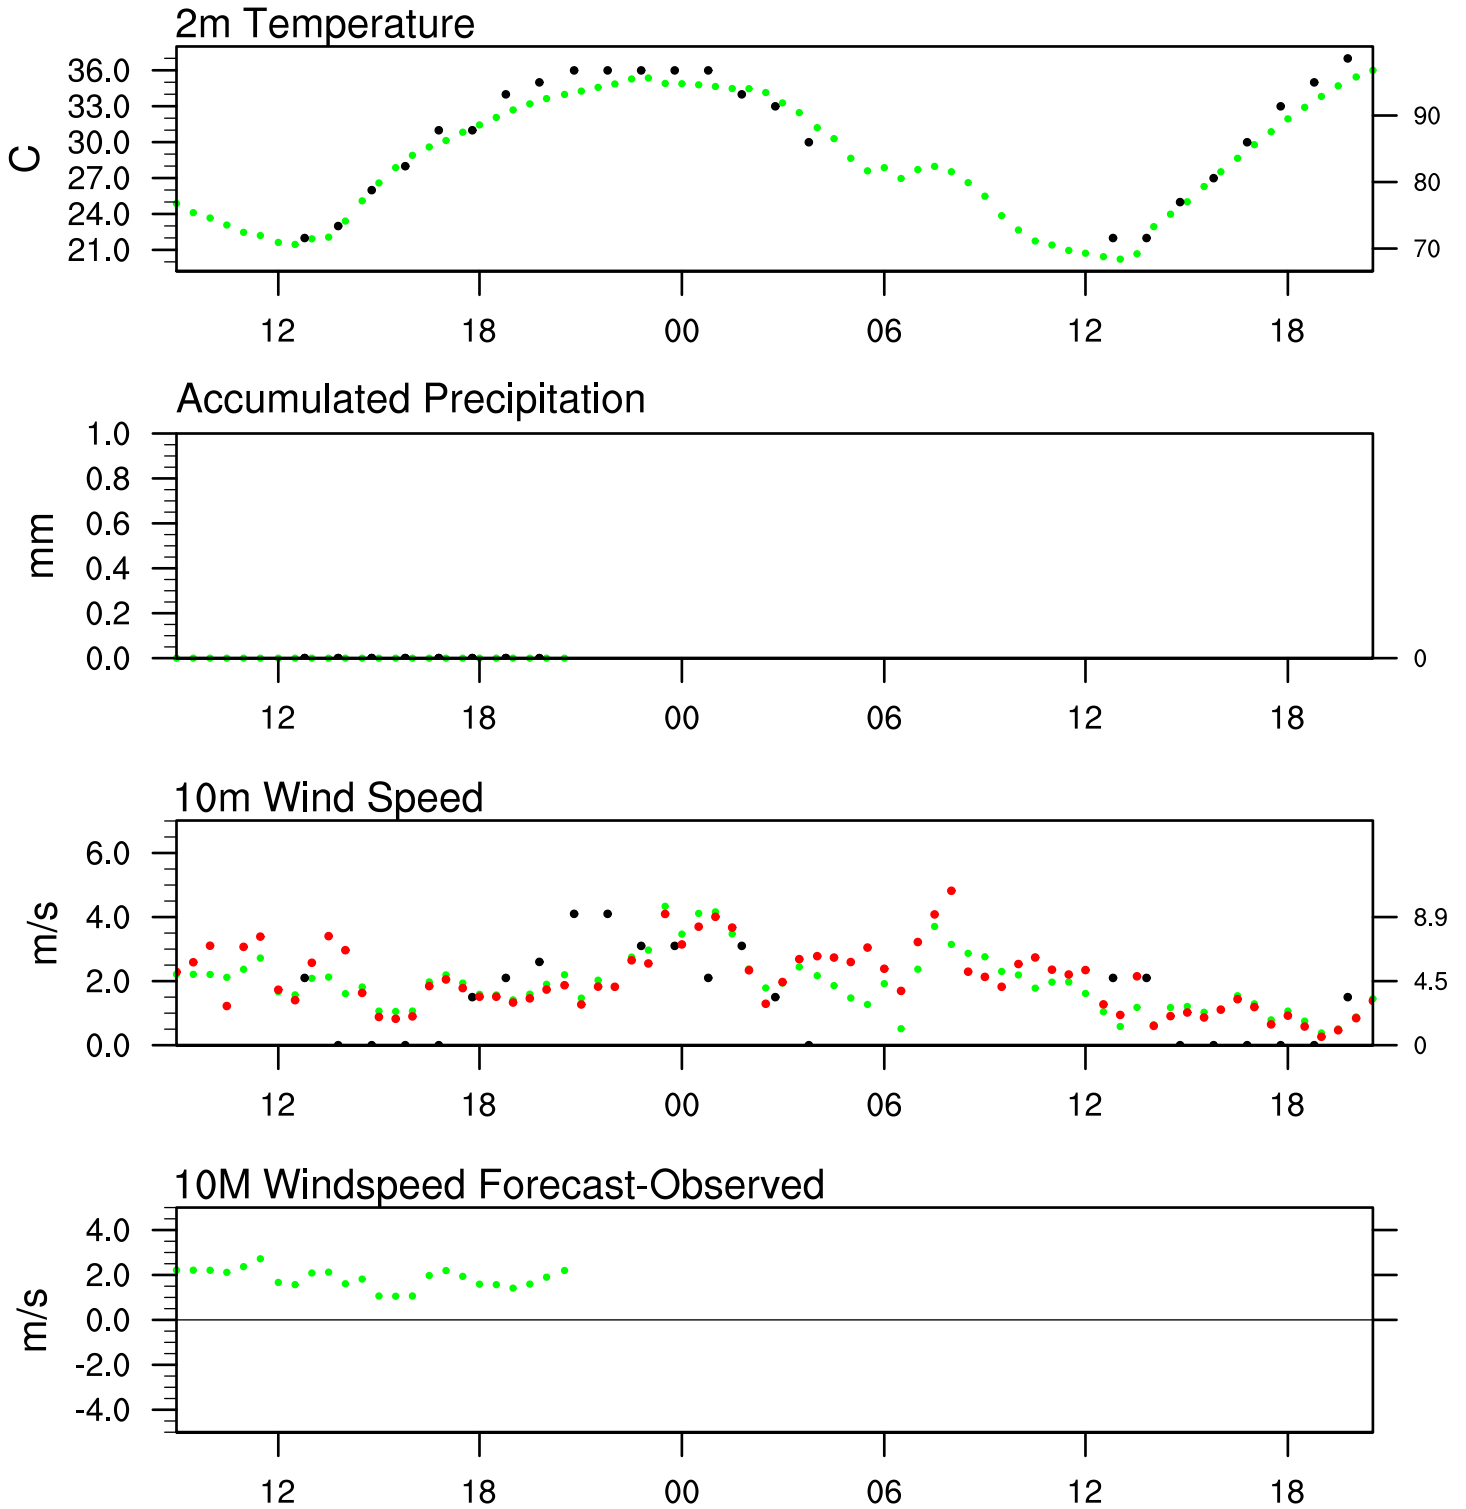 2m Temperature
36.0
33.0
30.0
27.0
24.0
21.0
C
90
80
70
12 18 00 06 12 18
Accumulated Precipitation
1.0
0.8
0.6
0.4
0.2
0.0
mm
0
12 18 00 06 12 18
10m Wind Speed
6.0
4.0
2.0
0.0
m/s
8.9
4.5
0
12 18 00 06 12 18
10M Windspeed Forecast-Observed
4.0
2.0
0.0
-2.0
-4.0
m/s
12 18 00 06 12 18